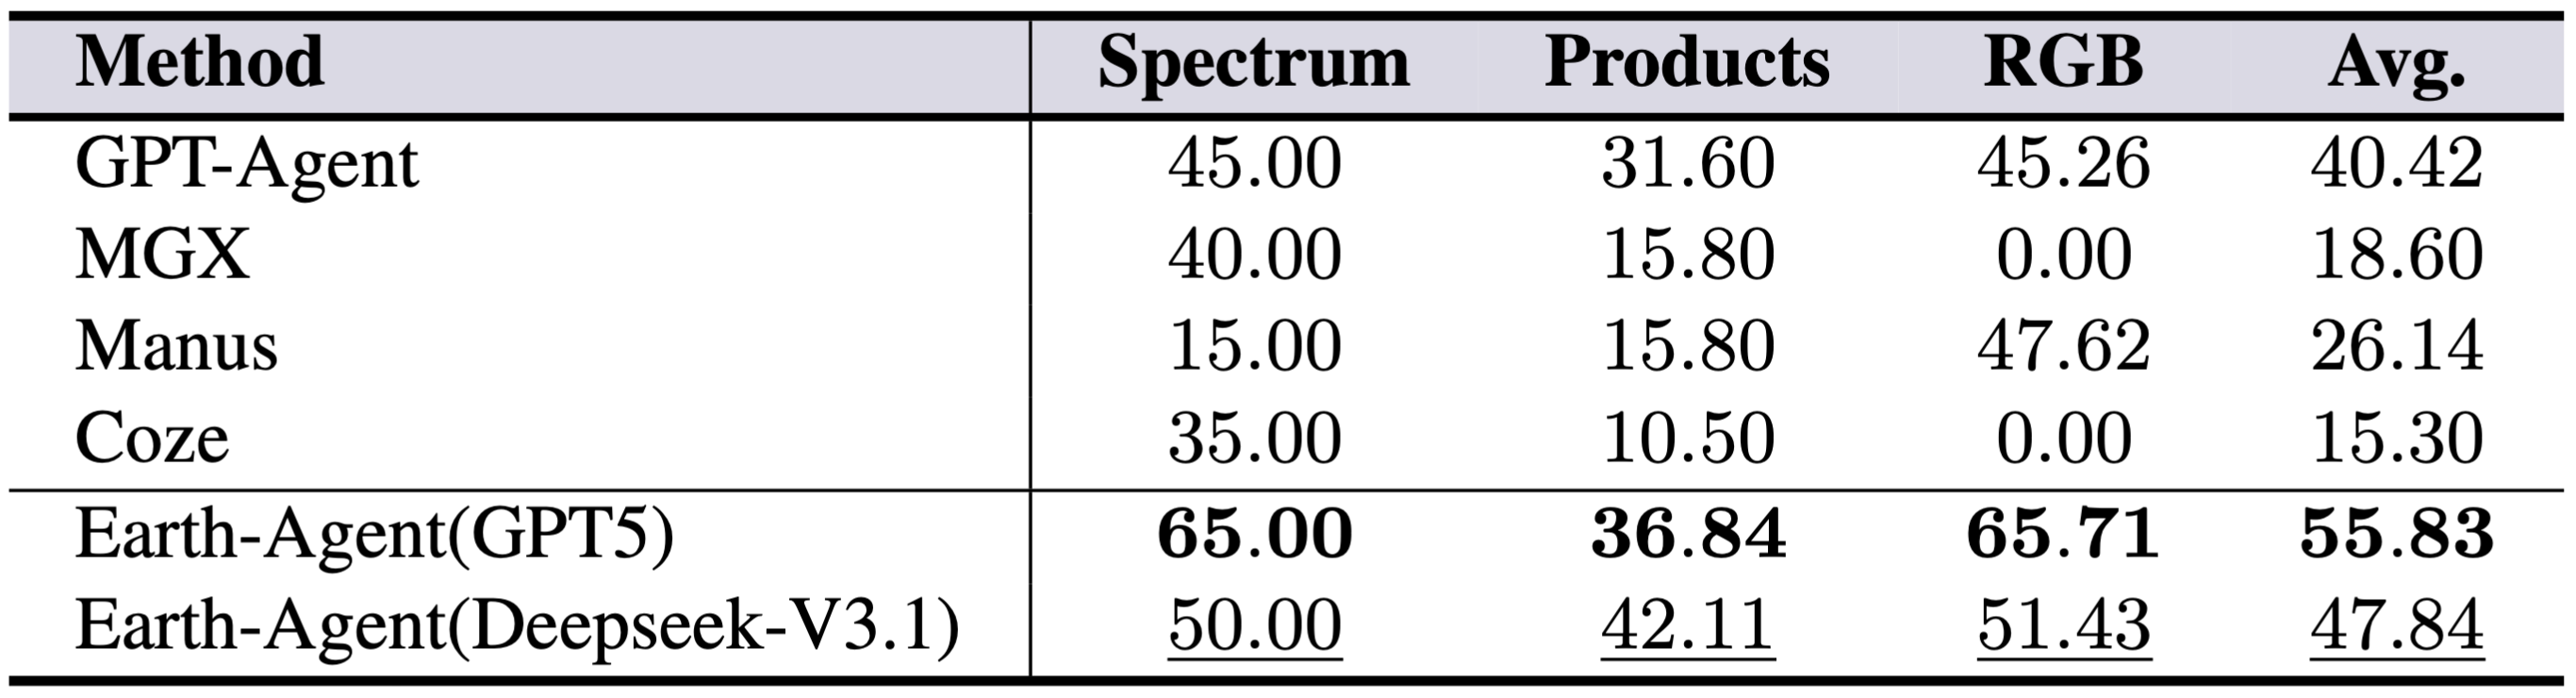 Method Spectrum Products RGB Avg.
GPT-Agent 45.00 31.60 45.26 40.42
MGX 40.00 15.80 0.00 18.60
Manus 15.00 15.80 47.62 26.14
Coze 35.00 10.50 0.00 15.30
Earth-Agent(GPT5) 65.00 36.84 65.71 55.83
Earth-Agent(Deepseek-V3.1) 50.00 42.11 51.43 47.84